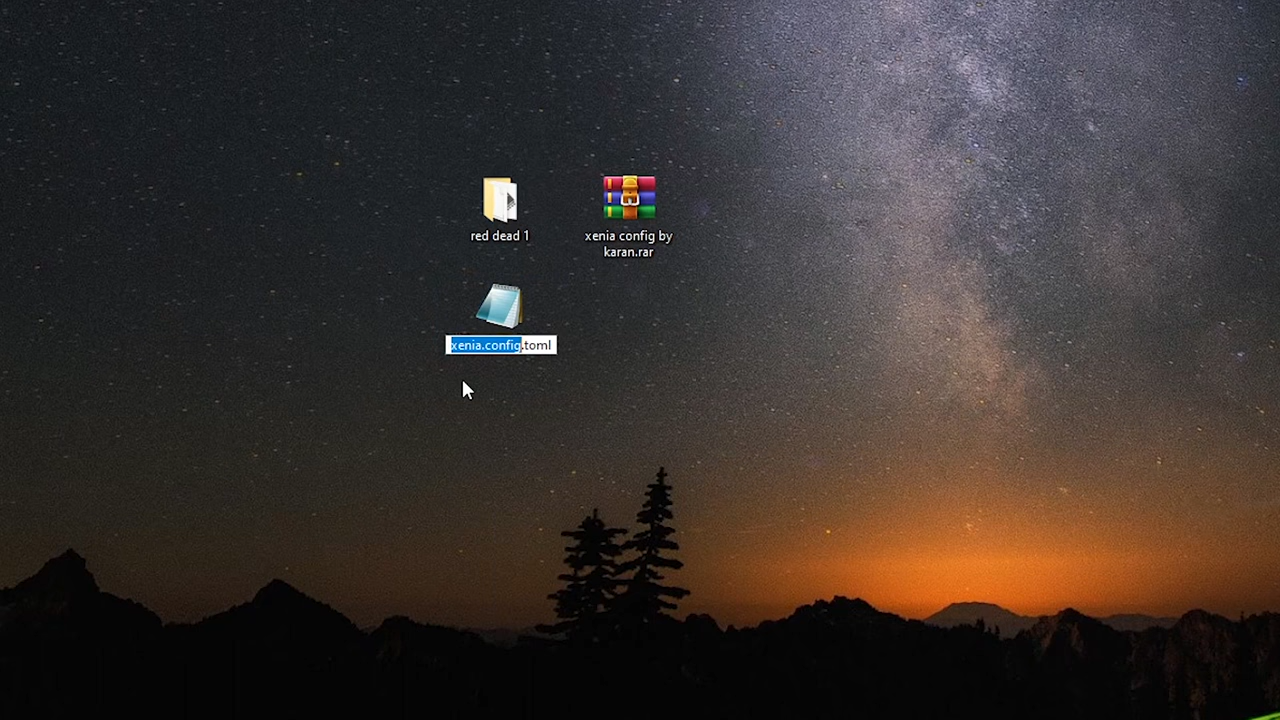 red dead 1
xenia config by
karan.rar
xenia.config.toml